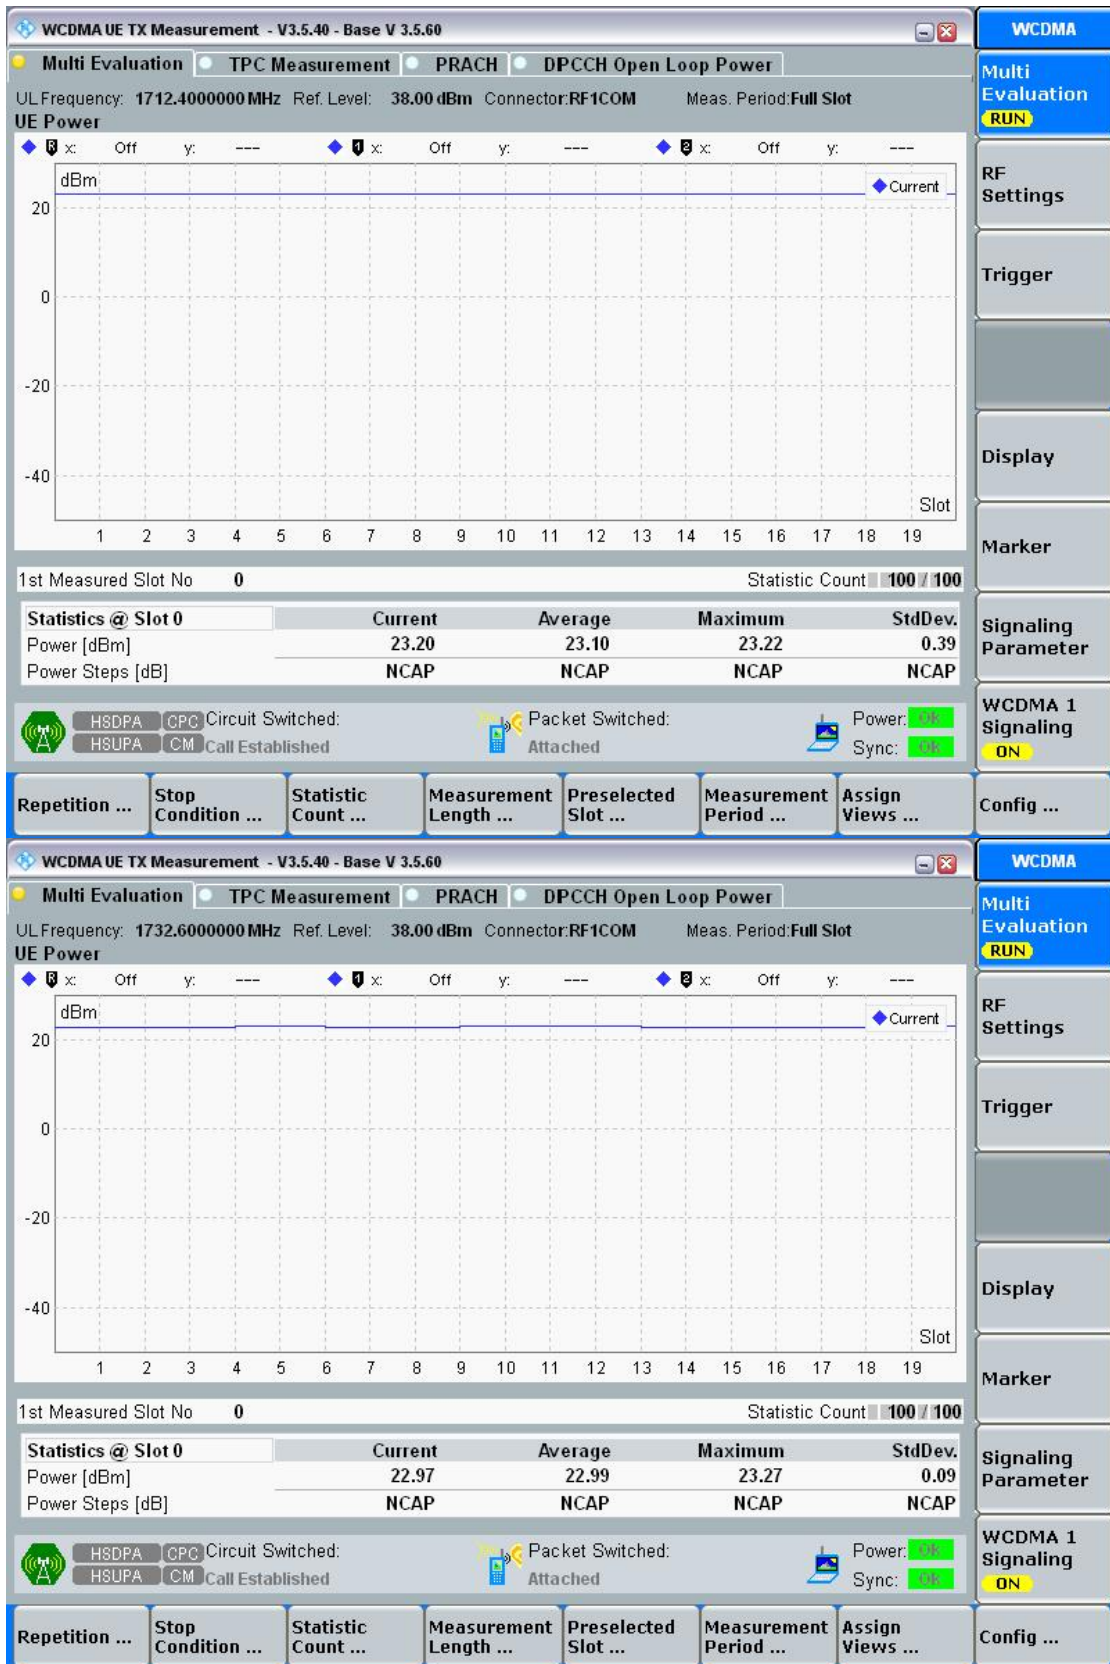 WCDMA UE TX Measurement - V3.5.40 - Base V 3.5.60
WCDMA
Multi Evaluation TPC Measurement PRACH DPCCH Open Loop Power
Multi
Evaluation
RUN
UL Frequency: 1712.4000000 MHz Ref. Level: 38.00 dBm Connector:RF1COM Meas. Period:Full Slot
UE Power
R x: Off y: --- 1 x: Off y: --- 2 x: Off y: ---
dBm
Current
20
0
-20
-40
Slot
1 2 3 4 5 6 7 8 9 10 11 12 13 14 15 16 17 18 19
RF
Settings
Trigger
Display
Marker
1st Measured Slot No 0 Statistic Count 100 / 100
Statistics @ Slot 0 Current Average Maximum StdDev.
Power [dBm] 23.20 23.10 23.22 0.39
Power Steps [dB] NCAP NCAP NCAP NCAP
Signaling
Parameter
HSDPA CPC Circuit Switched: Packet Switched: Power: OK
HSUPA CM Call Established Attached Sync: OK
WCDMA 1
Signaling
ON
Repetition ...
Stop
Condition ...
Statistic
Count ...
Measurement
Length ...
Preselected
Slot ...
Measurement
Period ...
Assign
Views ...
Config ...
WCDMA UE TX Measurement - V3.5.40 - Base V 3.5.60
WCDMA
Multi Evaluation TPC Measurement PRACH DPCCH Open Loop Power
Multi
Evaluation
RUN
UL Frequency: 1732.6000000 MHz Ref. Level: 38.00 dBm Connector:RF1COM Meas. Period:Full Slot
UE Power
R x: Off y: --- 1 x: Off y: --- 2 x: Off y: ---
dBm
Current
20
0
-20
-40
Slot
1 2 3 4 5 6 7 8 9 10 11 12 13 14 15 16 17 18 19
RF
Settings
Trigger
Display
Marker
1st Measured Slot No 0 Statistic Count 100 / 100
Statistics @ Slot 0 Current Average Maximum StdDev.
Power [dBm] 22.97 22.99 23.27 0.09
Power Steps [dB] NCAP NCAP NCAP NCAP
Signaling
Parameter
HSDPA CPC Circuit Switched: Packet Switched: Power: OK
HSUPA CM Call Established Attached Sync: OK
WCDMA 1
Signaling
ON
Repetition ...
Stop
Condition ...
Statistic
Count ...
Measurement
Length ...
Preselected
Slot ...
Measurement
Period ...
Assign
Views ...
Config ...